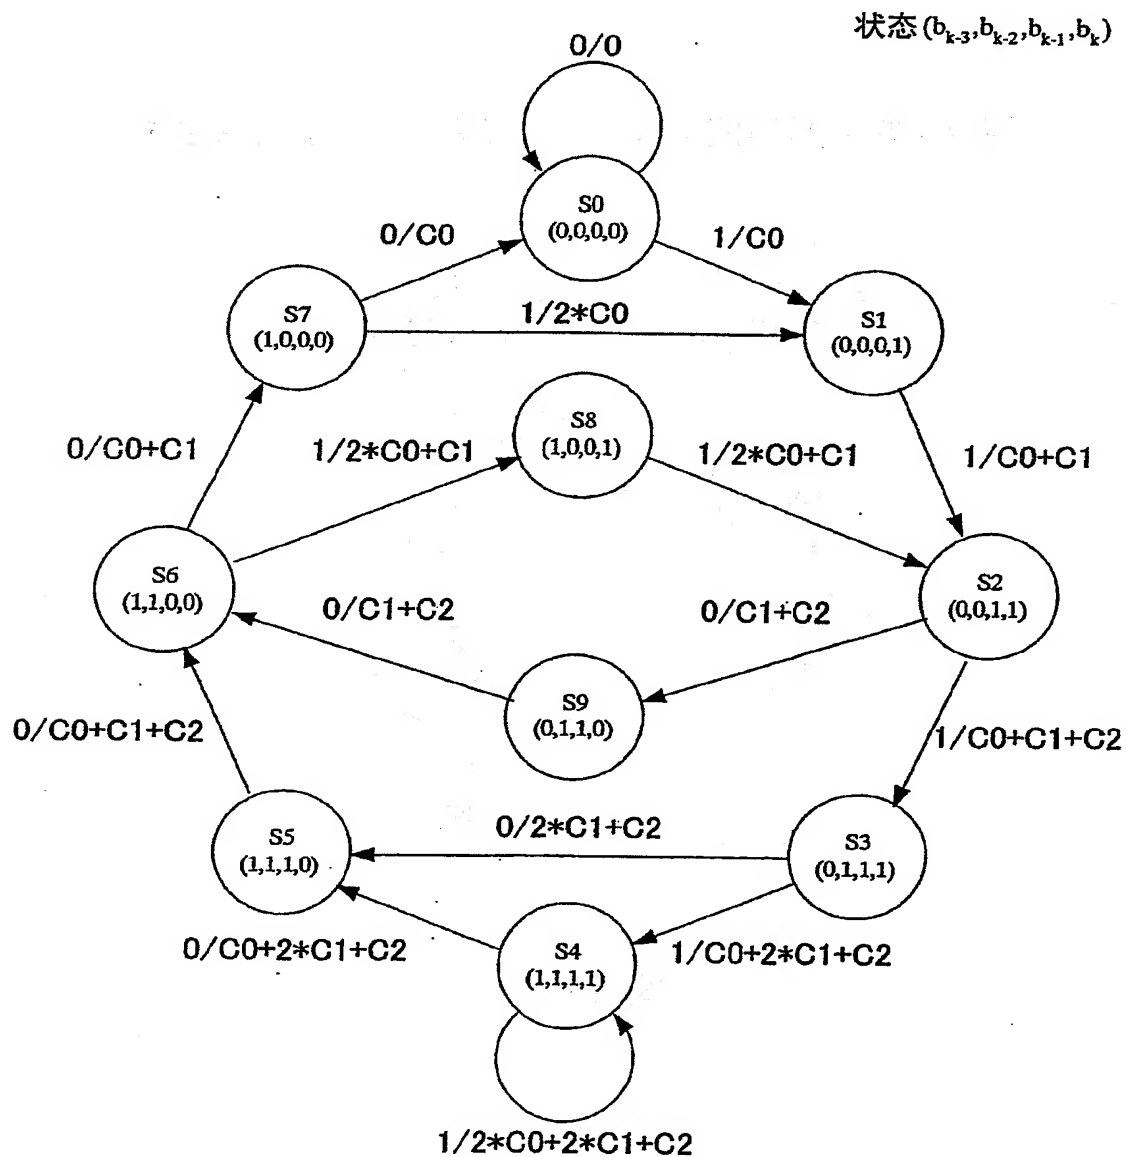 状态(b_{k-3},b_{k-2},b_{k-1},b_k)
0/0
S0
(0,0,0,0)
0/C0
1/C0
S7
(1,0,0,0)
1/2*C0
S1
(0,0,0,1)
S8
(1,0,0,1)
0/C0+C1
1/2*C0+C1
1/2*C0+C1
1/C0+C1
S6
(1,1,0,0)
S2
(0,0,1,1)
0/C1+C2
0/C1+C2
S9
(0,1,1,0)
0/C0+C1+C2
1/C0+C1+C2
S5
(1,1,1,0)
0/2*C1+C2
S3
(0,1,1,1)
0/C0+2*C1+C2
1/C0+2*C1+C2
S4
(1,1,1,1)
1/2*C0+2*C1+C2